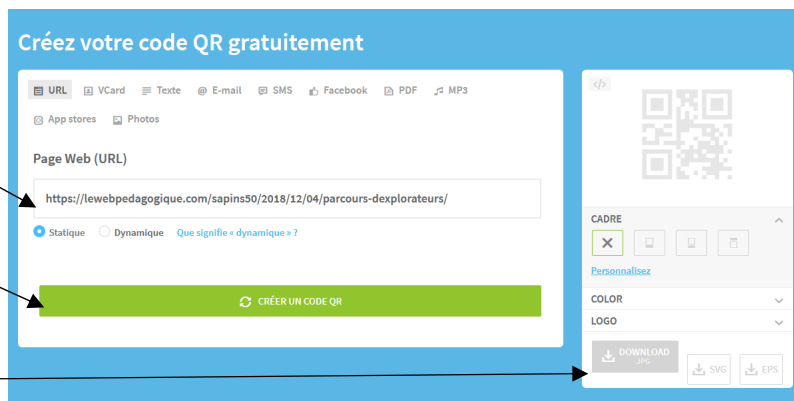 Créez votre code QR gratuitement
URL VCard Texte @ E-mail SMS Facebook PDF MP3
App stores Photos
Page Web (URL)
https://lewebpedagogique.com/sapins50/2018/12/04/parcours-dexplorateurs/
Statique Dynamique Que signifie « dynamique » ?
CRÉER UN CODE QR
</>
CADRE
Personnalisez
COLOR
LOGO
DOWNLOAD
JPG
SVG EPS